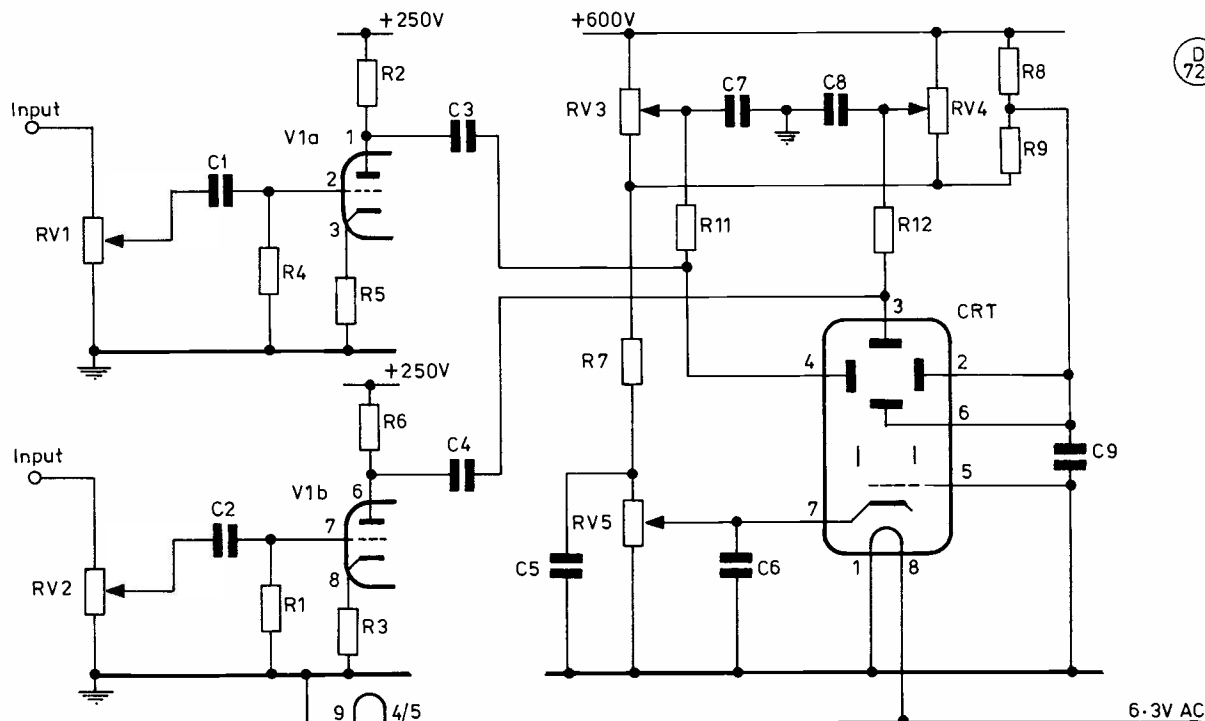 +250V
R2
Input
V1a
1
2
3
C1
C3
RV1
R4
R5
+250V
R6
Input
V1b
6
7
8
C2
C4
RV2
R1
R3
9
4/5
+600V
D
72
RV3
C7
C8
RV4
R8
R9
R11
R12
3
CRT
R7
4
2
6
5
7
C9
RV5
C5
C6
1
8
6·3V AC